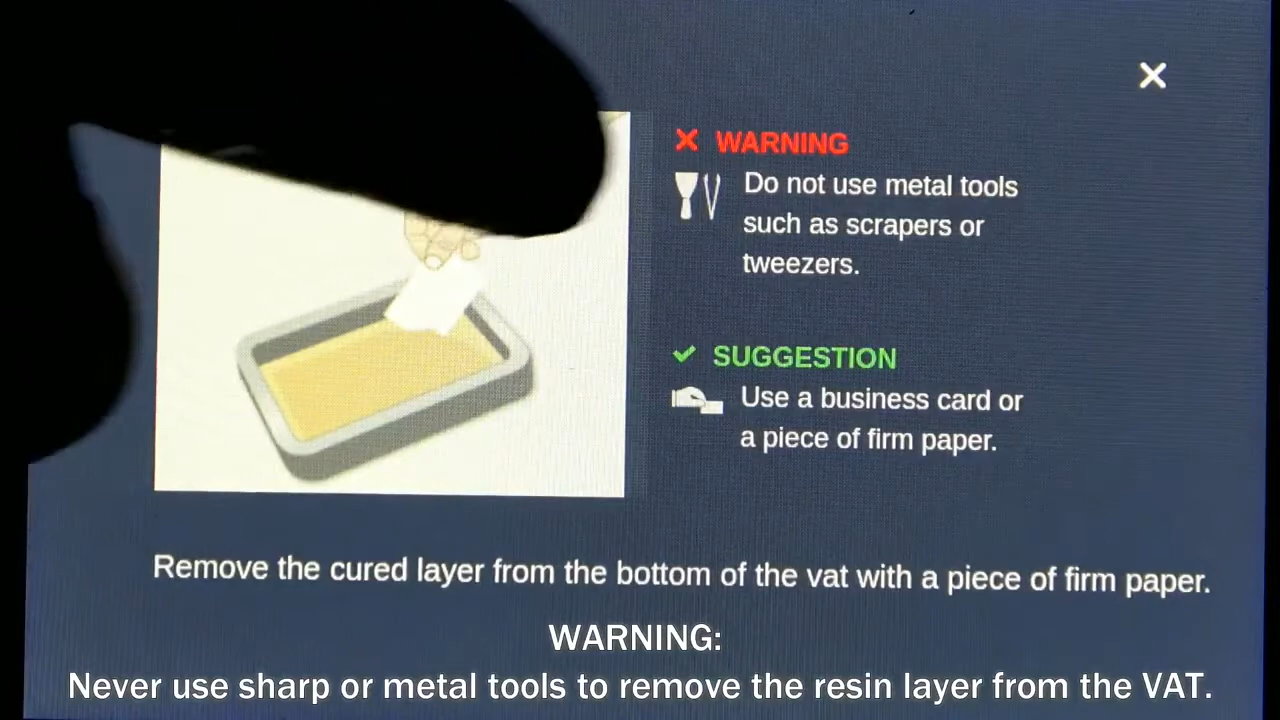 WARNING
Do not use metal tools
such as scrapers or
tweezers.
SUGGESTION
Use a business card or
a piece of firm paper.
Remove the cured layer from the bottom of the vat with a piece of firm paper.
WARNING:
Never use sharp or metal tools to remove the resin layer from the VAT.